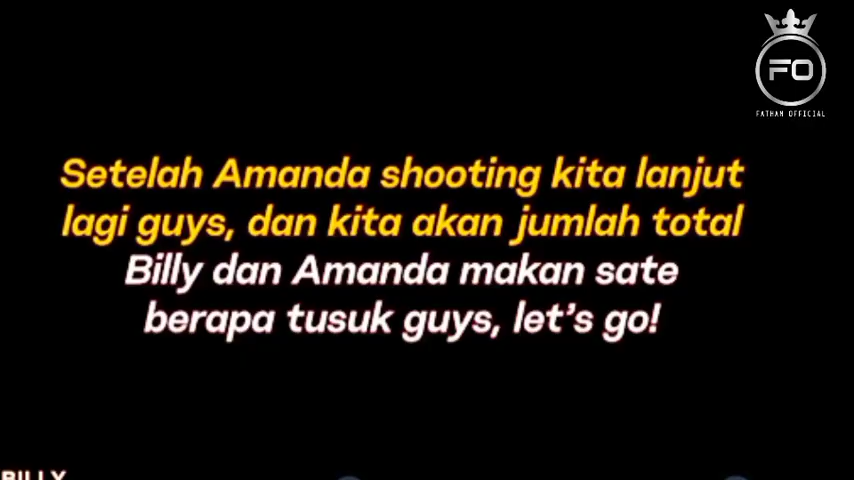 FO
FATHAN OFFICIAL
Setelah Amanda shooting kita lanjut
lagi guys, dan kita akan jumlah total
Billy dan Amanda makan sate
berapa tusuk guys, let's go!
BILLY